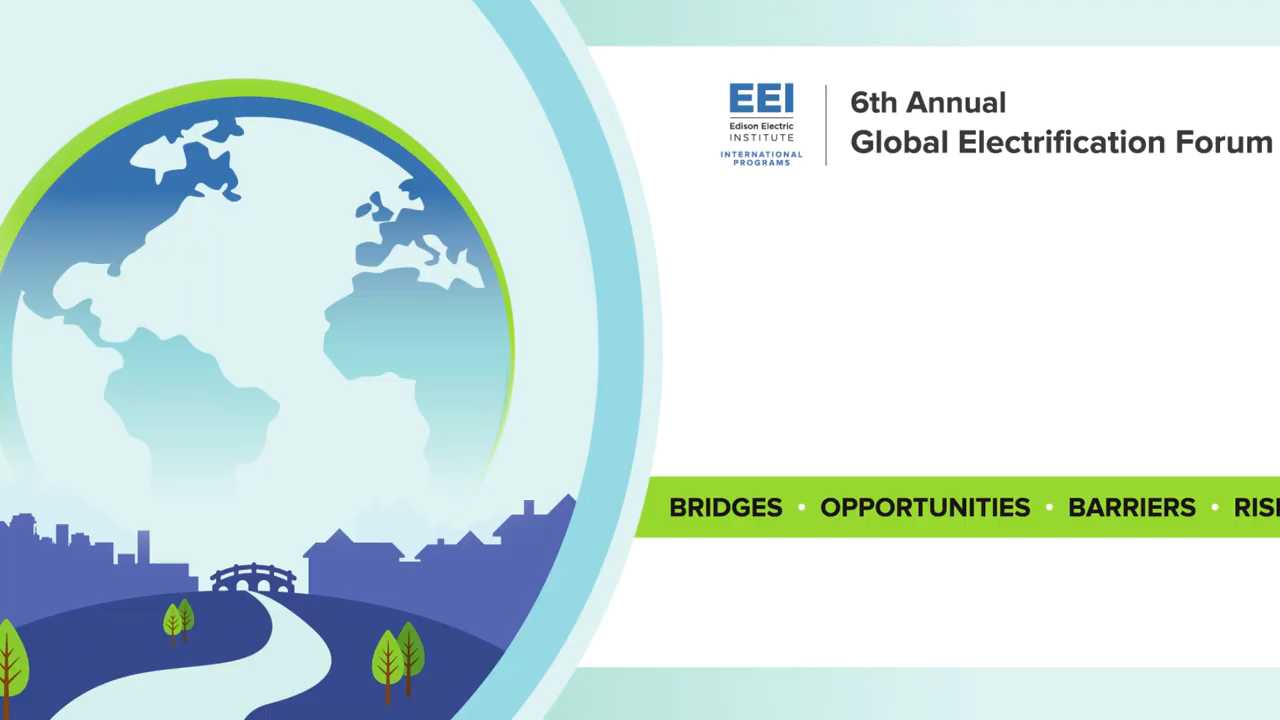 EEI
Edison Electric
INSTITUTE
INTERNATIONAL
PROGRAMS
6th Annual
Global Electrification Forum
BRIDGES • OPPORTUNITIES • BARRIERS •